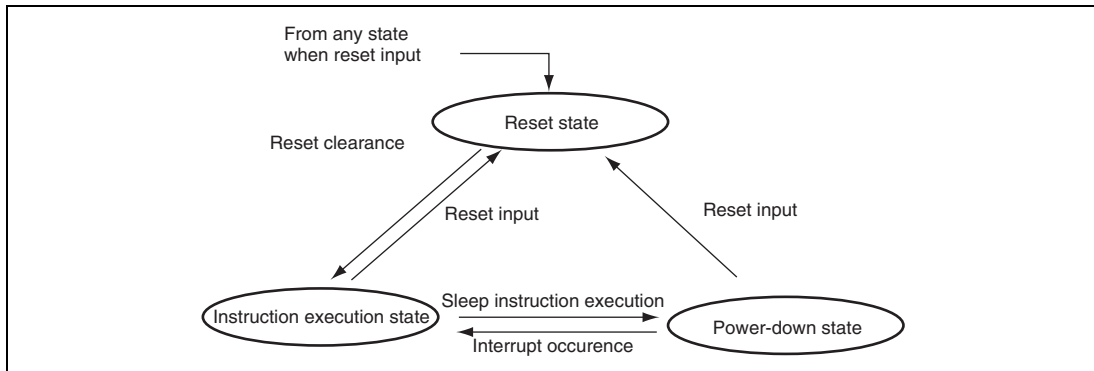 From any state
when reset input
Reset state
Reset clearance
Reset input
Reset input
Instruction execution state
Sleep instruction execution
Interrupt occurence
Power-down state